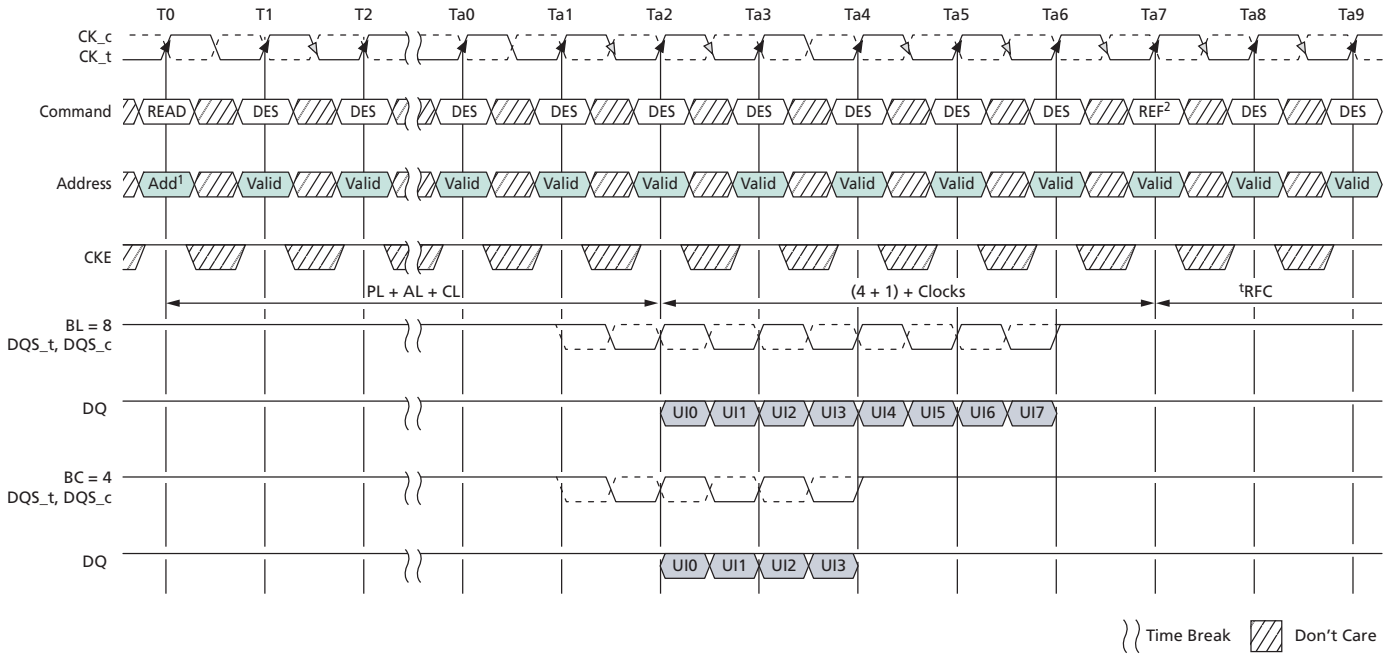 T0 T1 T2 Ta0 Ta1 Ta2 Ta3 Ta4 Ta5 Ta6 Ta7 Ta8 Ta9
CK_c
CK_t
Command READ DES DES DES DES DES DES DES DES DES REF² DES DES
Address Add¹ Valid Valid Valid Valid Valid Valid Valid Valid Valid Valid Valid Valid
CKE
PL + AL + CL (4 + 1) + Clocks ᵗRFC
BL = 8
DQS_t, DQS_c
DQ UI0 UI1 UI2 UI3 UI4 UI5 UI6 UI7
BC = 4
DQS_t, DQS_c
DQ UI0 UI1 UI2 UI3
Time Break Don't Care